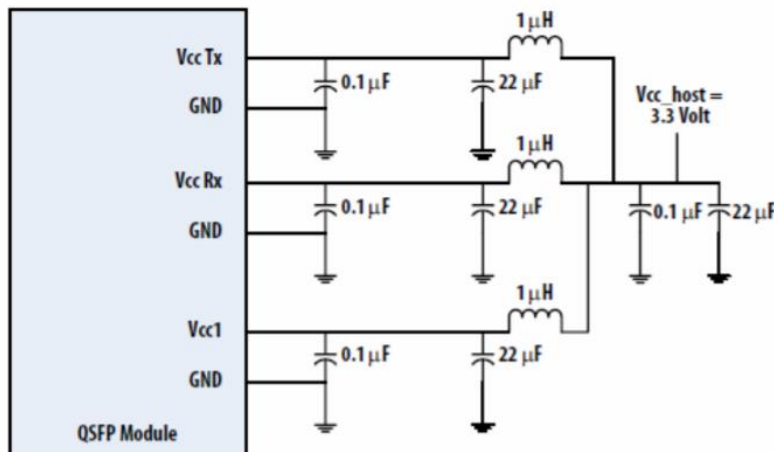 1 μH
Vcc Tx
0.1 μF
22 μF
GND
Vcc_host =
3.3 Volt
1 μH
Vcc Rx
0.1 μF
22 μF
0.1 μF
22 μF
GND
1 μH
Vcc1
0.1 μF
22 μF
GND
QSFP Module